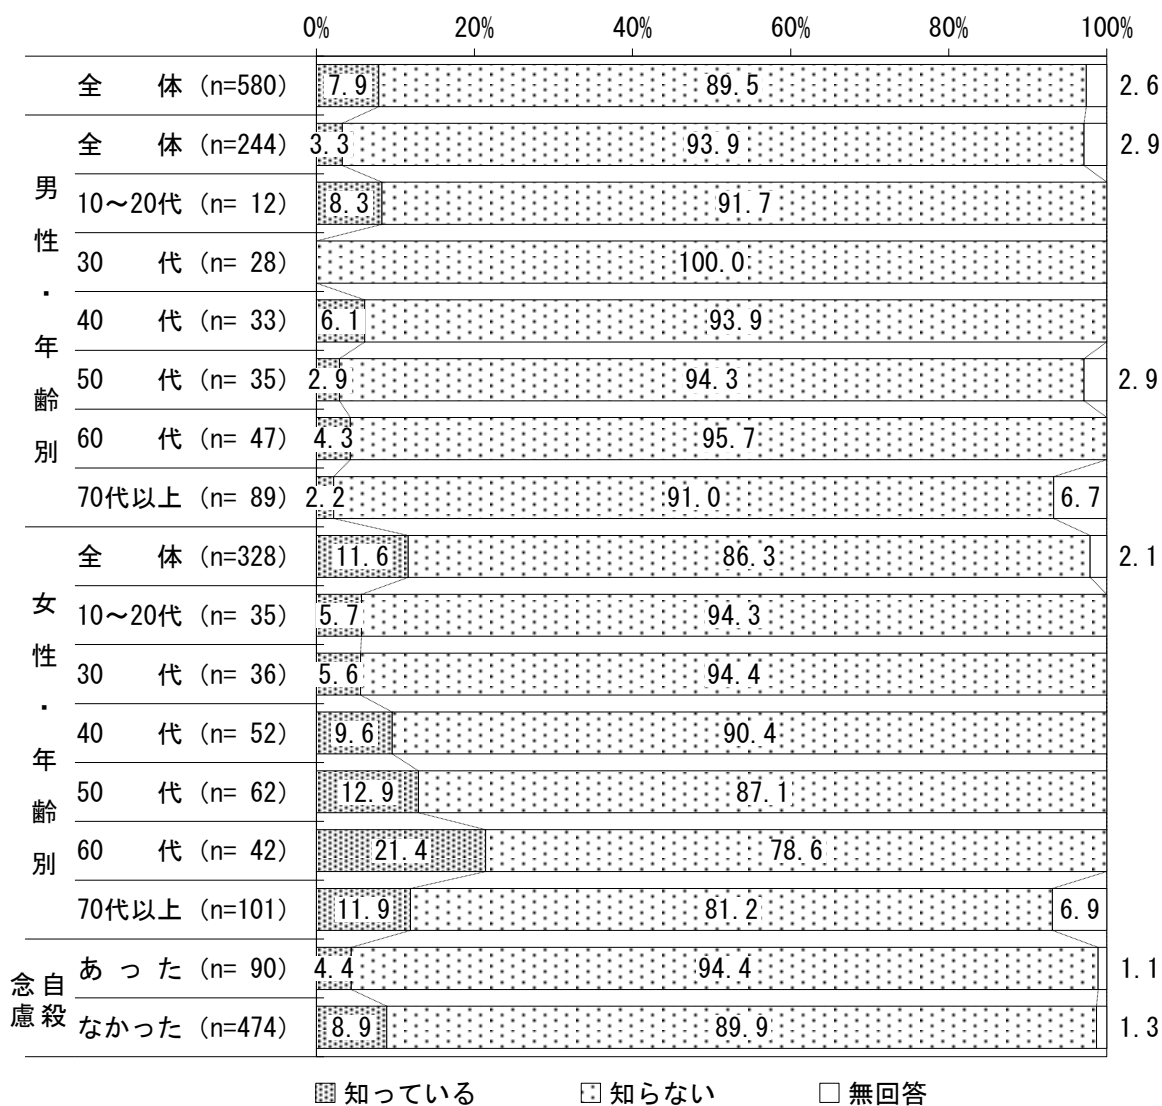 0% 20% 40% 60% 80% 100%
全　　体 (n=580) 7.9 89.5 2.6
男性・年齢別
全　　体 (n=244) 3.3 93.9 2.9
10～20代 (n= 12) 8.3 91.7
30　　代 (n= 28) 100.0
40　　代 (n= 33) 6.1 93.9
50　　代 (n= 35) 2.9 94.3 2.9
60　　代 (n= 47) 4.3 95.7
70代以上 (n= 89) 2.2 91.0 6.7
女性・年齢別
全　　体 (n=328) 11.6 86.3 2.1
10～20代 (n= 35) 5.7 94.3
30　　代 (n= 36) 5.6 94.4
40　　代 (n= 52) 9.6 90.4
50　　代 (n= 62) 12.9 87.1
60　　代 (n= 42) 21.4 78.6
70代以上 (n=101) 11.9 81.2 6.9
自殺念慮
あった (n= 90) 4.4 94.4 1.1
なかった (n=474) 8.9 89.9 1.3
知っている 知らない 無回答